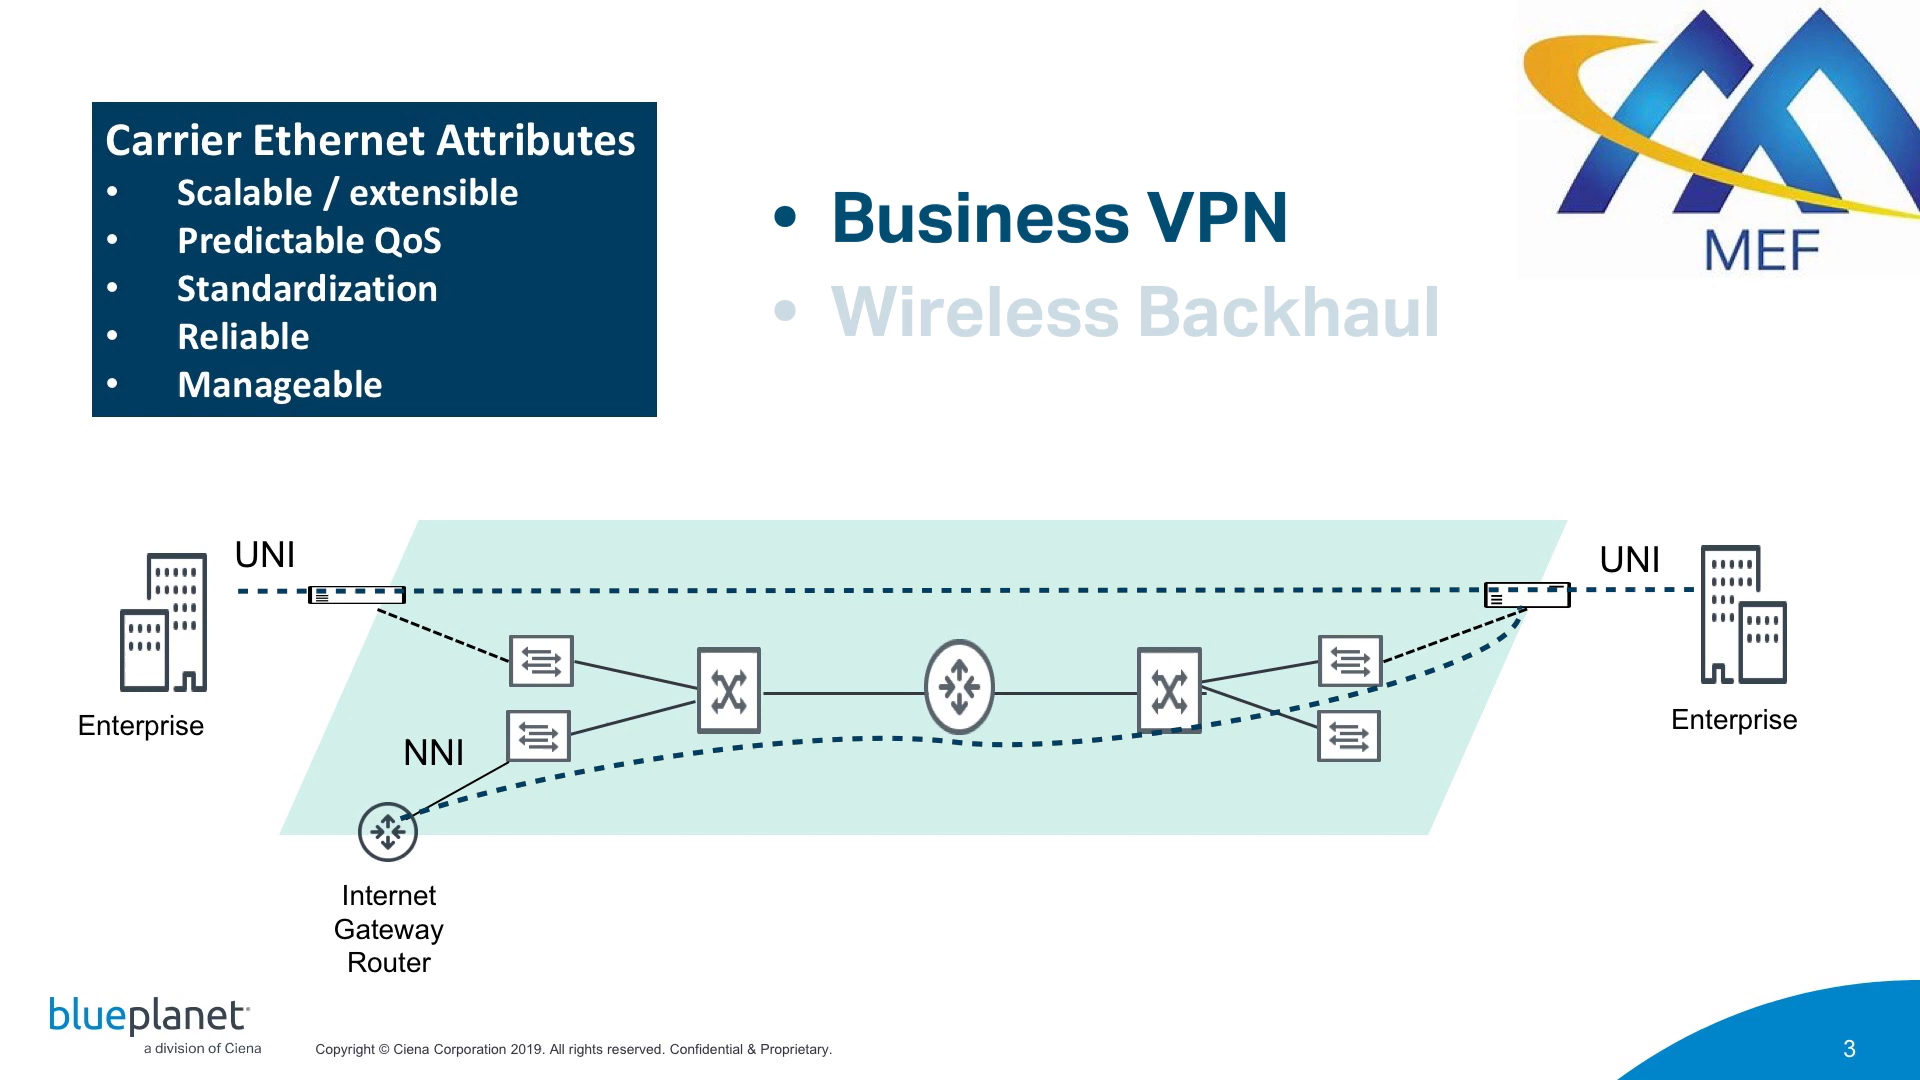 Carrier Ethernet Attributes
• Scalable / extensible
• Predictable QoS
• Standardization
• Reliable
• Manageable
• Business VPN
• Wireless Backhaul
MEF
UNI
UNI
Enterprise
Enterprise
NNI
Internet
Gateway
Router
blueplanet
a division of Ciena
Copyright © Ciena Corporation 2019. All rights reserved. Confidential & Proprietary.
3